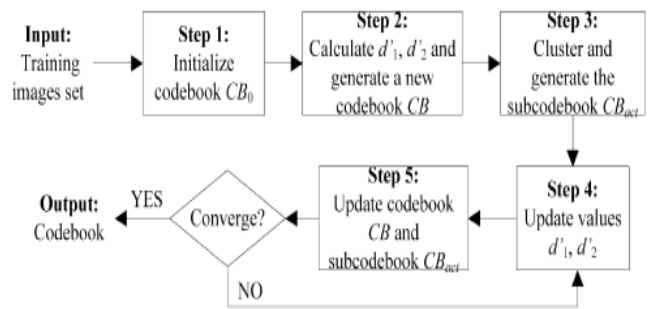 Input:
Training
images set
Step 1:
Initialize
codebook CB₀
Step 2:
Calculate d'₁, d'₂ and
generate a new
codebook CB
Step 3:
Cluster and
generate the
subcodebook CBₐcₜ
Step 4:
Update values
d'₁, d'₂
Step 5:
Update codebook
CB and
subcodebook CBₐcₜ
Converge?
YES
NO
Output:
Codebook